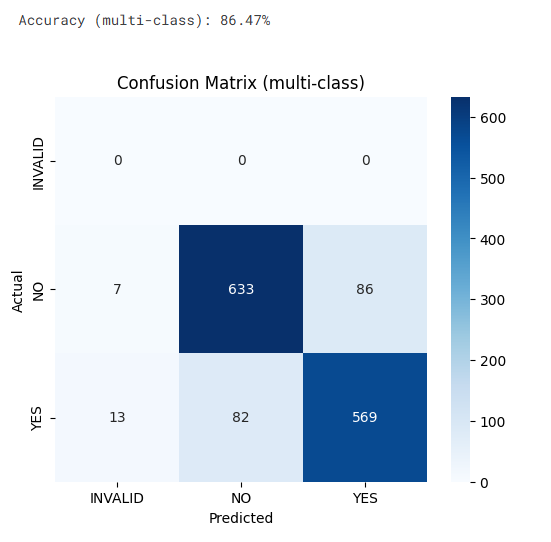 Accuracy (multi-class): 86.47%
Confusion Matrix (multi-class)
INVALID
0 0 0
Actual
NO
7 633 86
YES
13 82 569
INVALID NO YES
Predicted
600
500
400
300
200
100
0